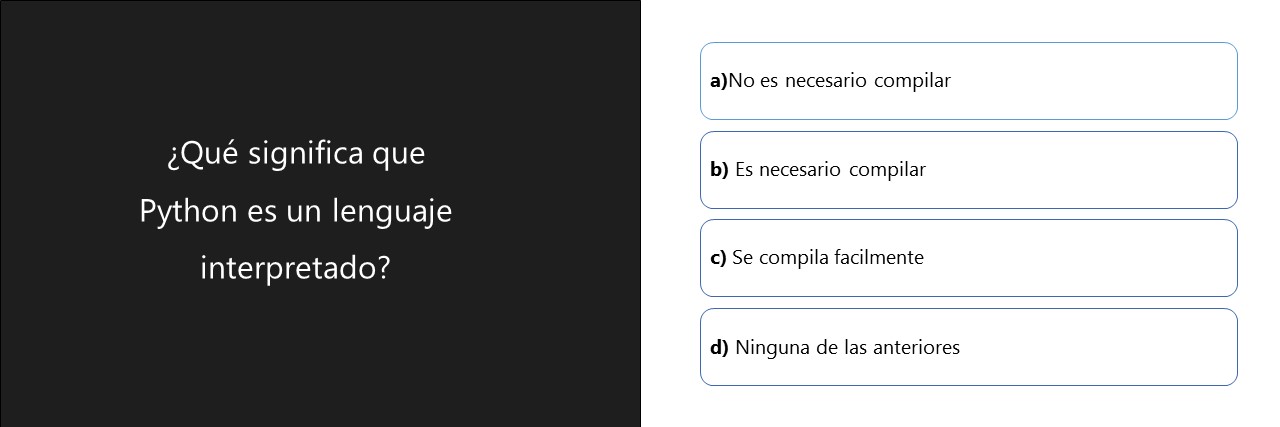 ¿Qué significa que
Python es un lenguaje
interpretado?
a)No es necesario compilar
b) Es necesario compilar
c) Se compila facilmente
d) Ninguna de las anteriores